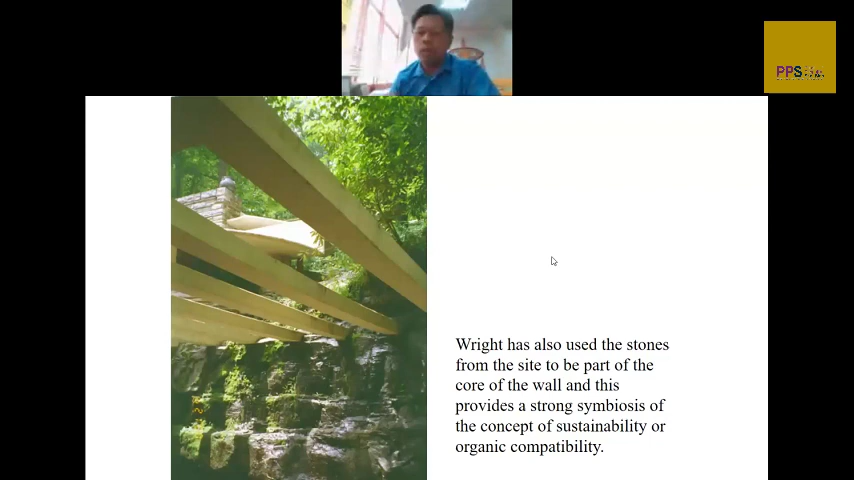 PPS
Wright has also used the stones
from the site to be part of the
core of the wall and this
provides a strong symbiosis of
the concept of sustainability or
organic compatibility.